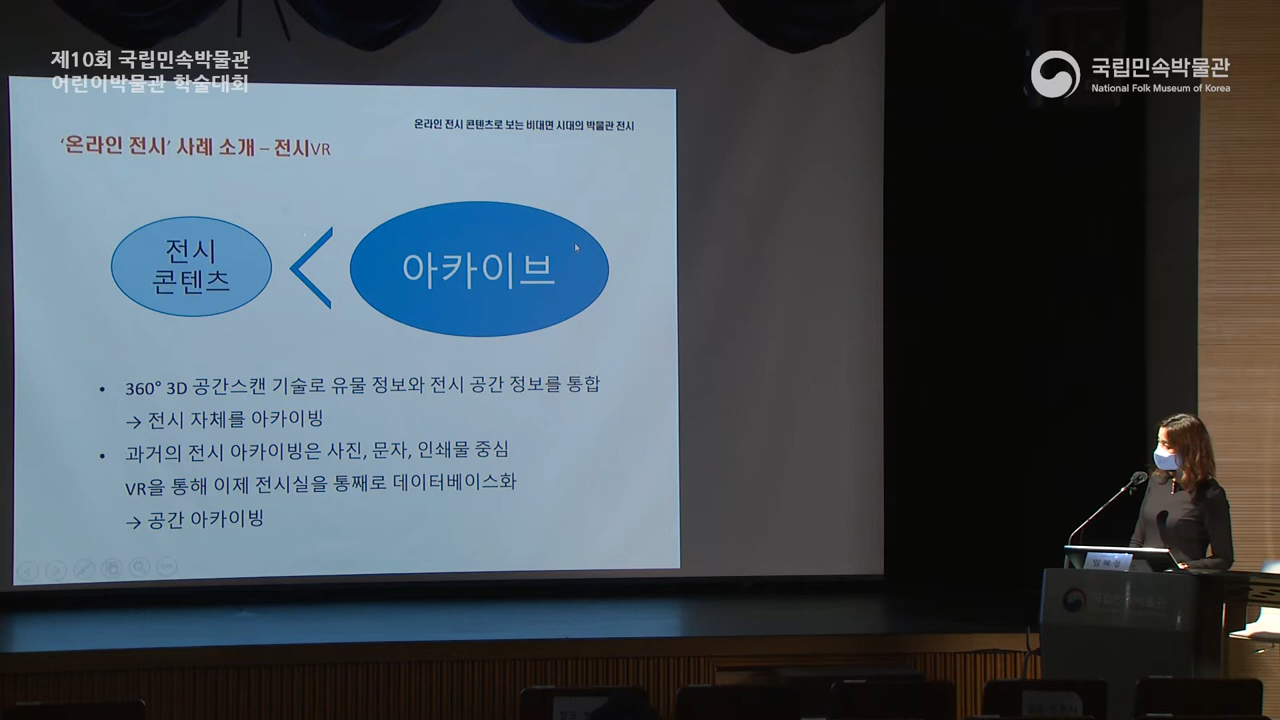 제10회 국립민속박물관
어린이박물관 학술대회
국립민속박물관
National Folk Museum of Korea
온라인 전시 콘텐츠로 보는 비대면 시대의 박물관 전시
‘온라인 전시’ 사례 소개 – 전시VR
전시
콘텐츠
<
아카이브
• 360° 3D 공간스캔 기술로 유물 정보와 전시 공간 정보를 통합
→ 전시 자체를 아카이빙
• 과거의 전시 아카이빙은 사진, 문자, 인쇄물 중심
VR을 통해 이제 전시실을 통째로 데이터베이스화
→ 공간 아카이빙
국립민속박물관